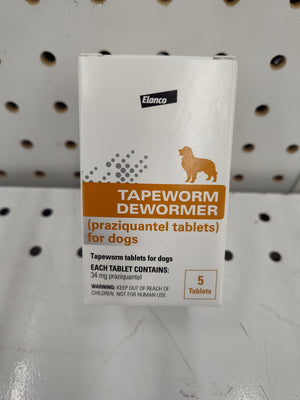 Elanco
TAPEWORM
DEWORMER
(praziquantel tablets)
for dogs
Tapeworm tablets for dogs
EACH TABLET CONTAINS:
34 mg praziquantel
WARNING: KEEP OUT OF REACH OF
CHILDREN. NOT FOR HUMAN USE.
5
Tablets